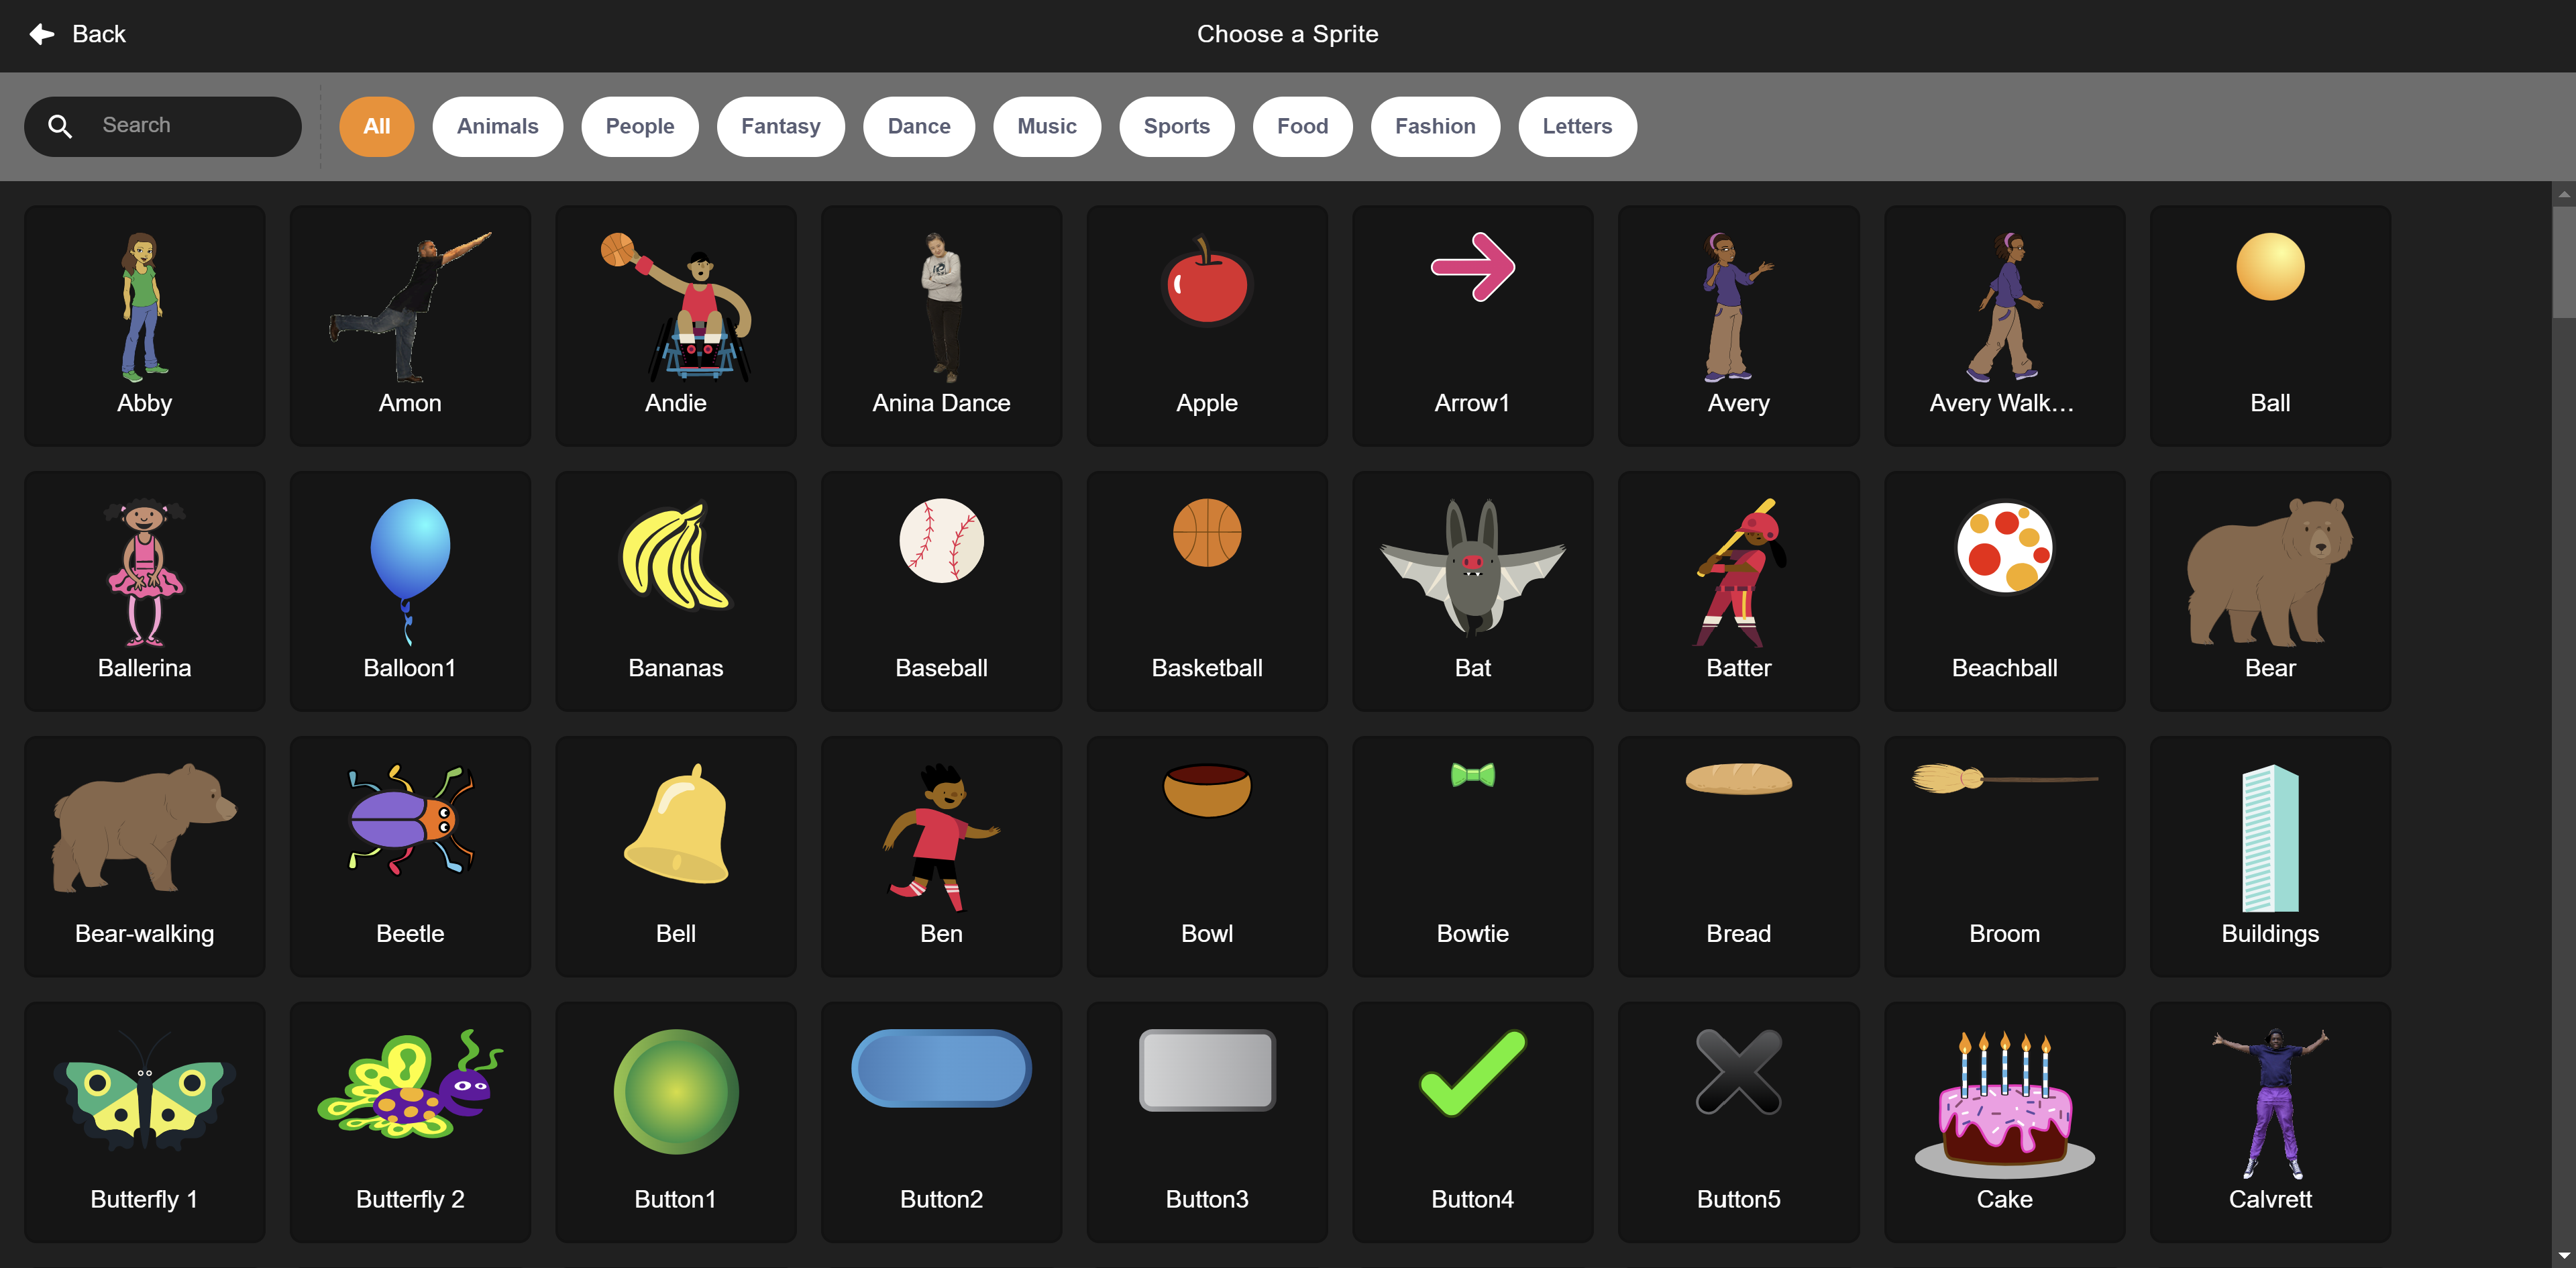 Back
Choose a Sprite
Search
All
Animals
People
Fantasy
Dance
Music
Sports
Food
Fashion
Letters
Abby
Amon
Andie
Anina Dance
Apple
Arrow1
Avery
Avery Walk…
Ball
Ballerina
Balloon1
Bananas
Baseball
Basketball
Bat
Batter
Beachball
Bear
Bear-walking
Beetle
Bell
Ben
Bowl
Bowtie
Bread
Broom
Buildings
Butterfly 1
Butterfly 2
Button1
Button2
Button3
Button4
Button5
Cake
Calvrett